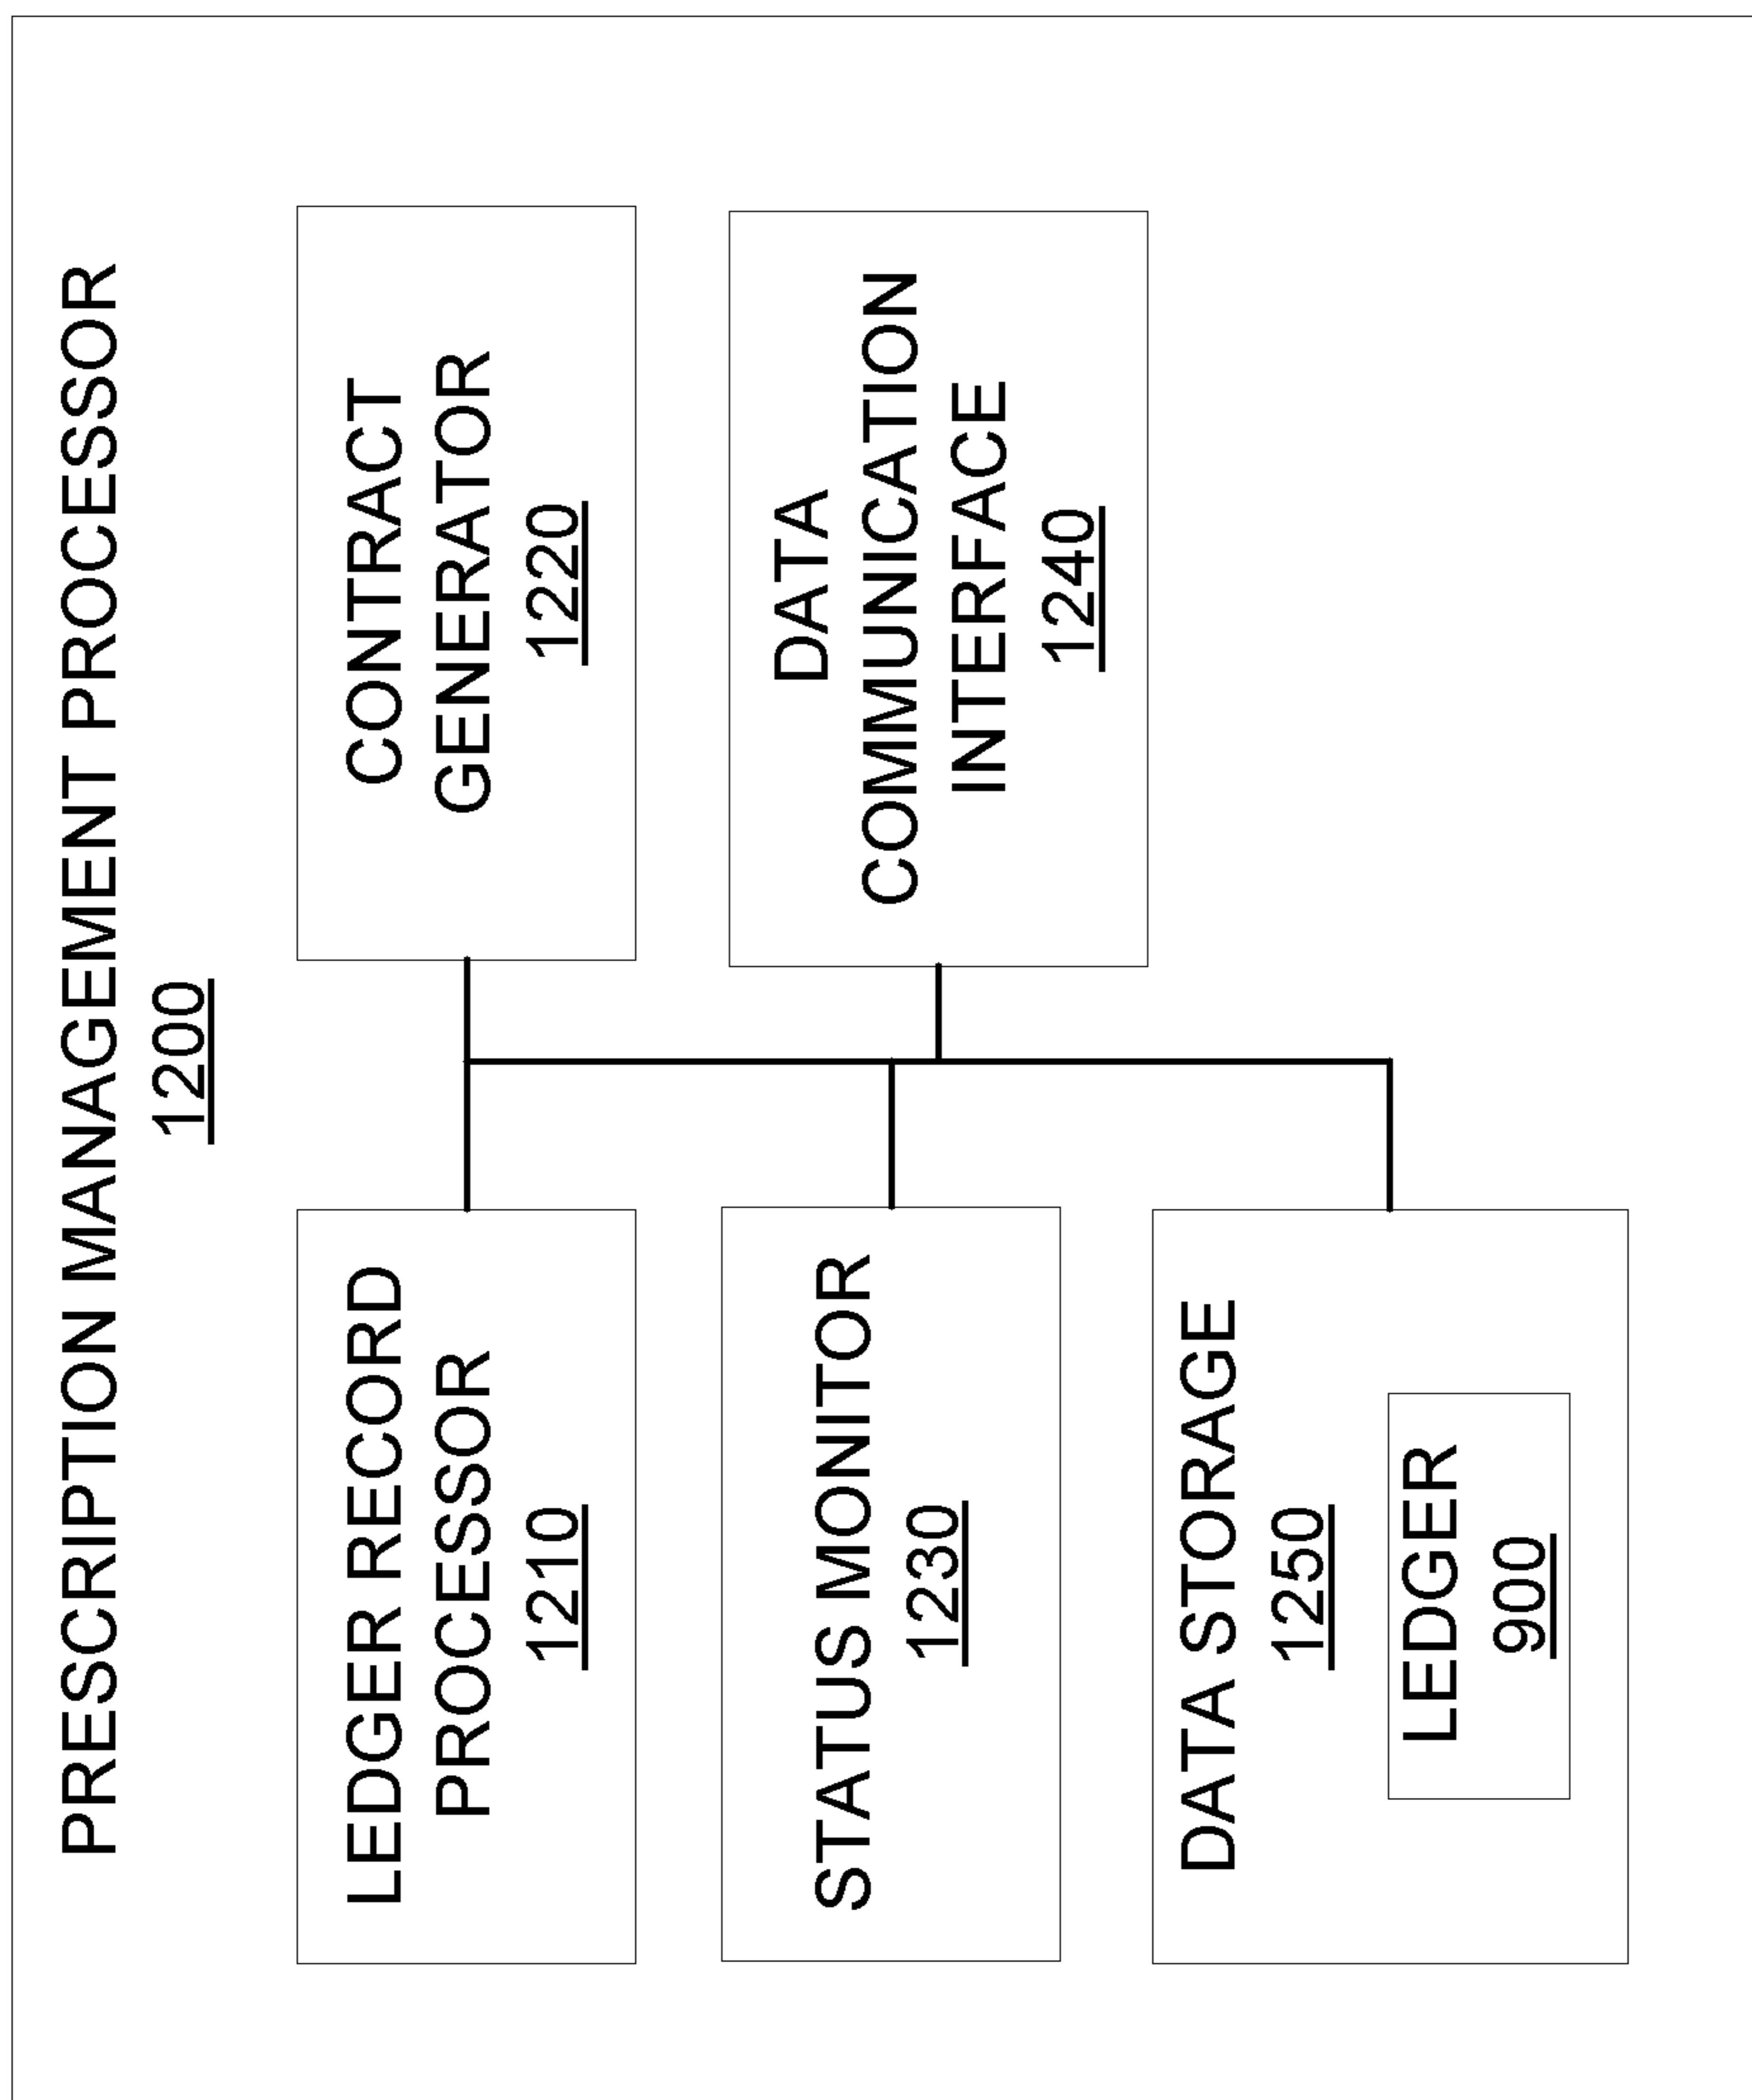 PRESCRIPTION MANAGEMENT PROCESSOR
1200
LEDGER RECORD
PROCESSOR
1210
CONTRACT
GENERATOR
1220
STATUS MONITOR
1230
DATA
COMMUNICATION
INTERFACE
1240
DATA STORAGE
1250
LEDGER
900